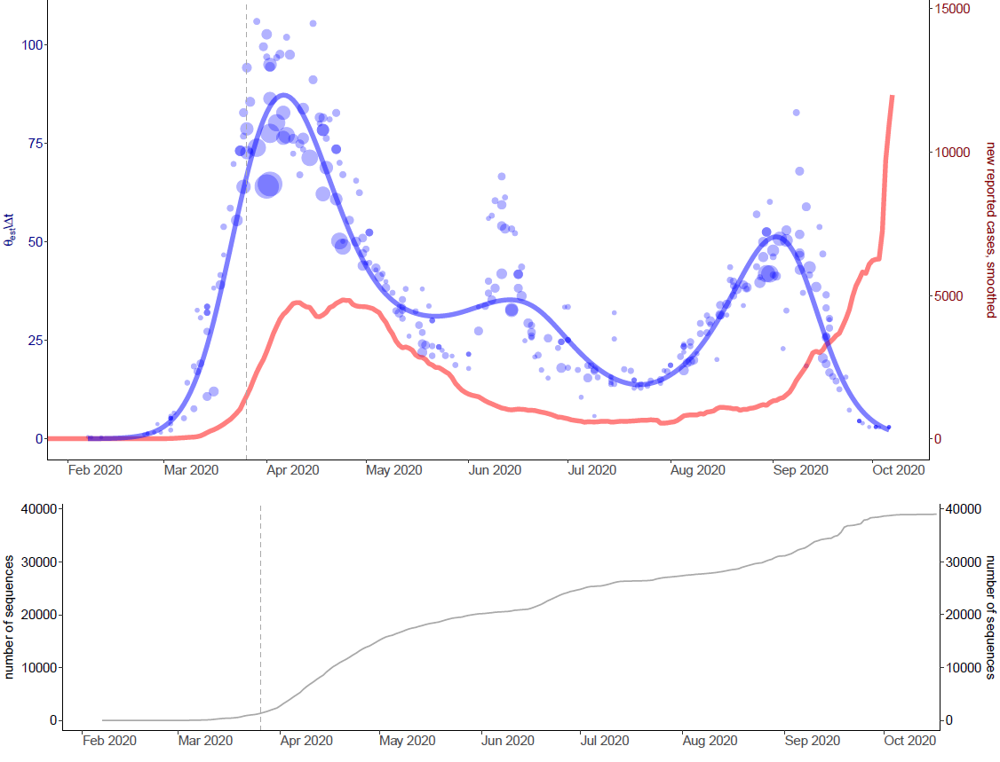 15000
100
75
10000
new reported cases, smoothed
θest\Δt
50
5000
25
0
0
Feb 2020 Mar 2020 Apr 2020 May 2020 Jun 2020 Jul 2020 Aug 2020 Sep 2020 Oct 2020
40000 40000
30000 30000
number of sequences
number of sequences
20000 20000
10000 10000
0 0
Feb 2020 Mar 2020 Apr 2020 May 2020 Jun 2020 Jul 2020 Aug 2020 Sep 2020 Oct 2020